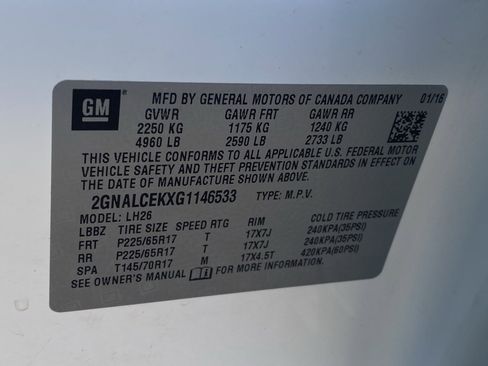 GM
MFD BY GENERAL MOTORS OF CANADA COMPANY 01/16
GVWR GAWR FRT GAWR RR
2250 KG 1175 KG 1240 KG
4960 LB 2590 LB 2733 LB
THIS VEHICLE CONFORMS TO ALL APPLICABLE U.S. FEDERAL MOTOR
VEHICLE SAFETY AND THEFT PREVENTION STANDARDS IN EFFECT ON
THE DATE OF MANUFACTURE SHOWN ABOVE.
2GNALCEKXG1146533 TYPE: M.P.V.
MODEL: LH26
LBBZ TIRE SIZE SPEED RTG RIM COLD TIRE PRESSURE
FRT P225/65R17 T 17X7J 240KPA(35PSI)
RR P225/65R17 T 17X7J 240KPA(35PSI)
SPA T145/70R17 M 17X4.5T 420KPA(60PSI)
SEE OWNER'S MANUAL FOR MORE INFORMATION.